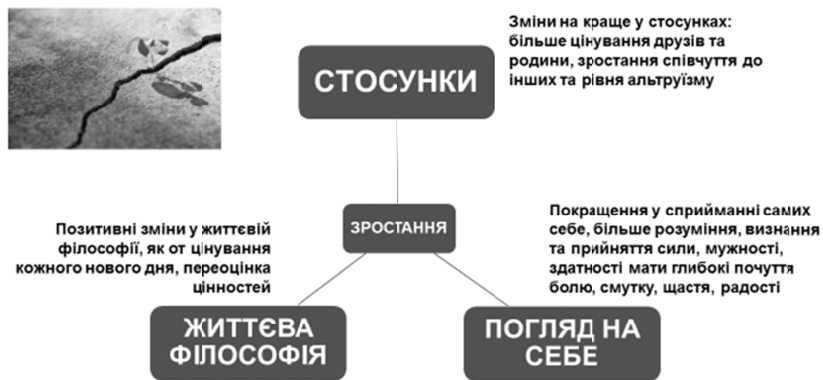 СТОСУНКИ
Зміни на краще у стосунках:
більше цінування друзів та
родини, зростання співчуття до
інших та рівня альтруїзму
ЗРОСТАННЯ
Позитивні зміни у життєвій
філософії, як от цінування
кожного нового дня, переоцінка
цінностей
Покращення у сприйманні самих
себе, більше розуміння, визнання
та прийняття сили, мужності,
здатності мати глибокі почуття
болю, смутку, щастя, радості
ЖИТТЄВА
ФІЛОСОФІЯ
ПОГЛЯД НА
СЕБЕ